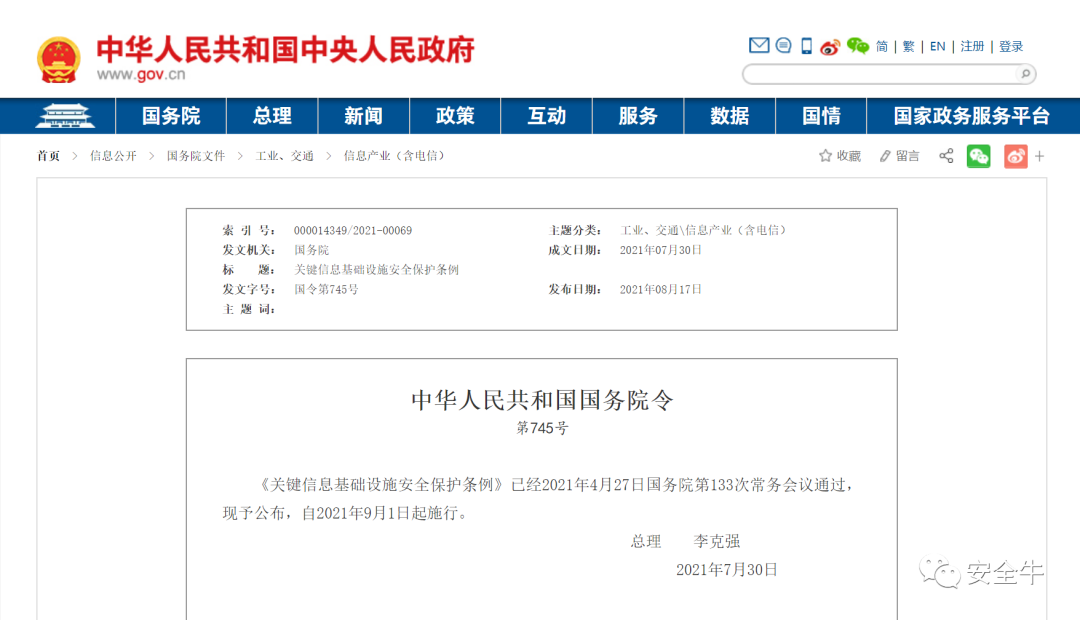 中华人民共和国中央人民政府
www.gov.cn
简 | 繁 | EN | 注册 | 登录
国务院 总理 新闻 政策 互动 服务 数据 国情 国家政务服务平台
首页 > 信息公开 > 国务院文件 > 工业、交通 > 信息产业（含电信）
收藏 留言
索 引 号： 000014349/2021-00069 主题分类： 工业、交通\信息产业（含电信）
发文机关： 国务院 成文日期： 2021年07月30日
标 题： 关键信息基础设施安全保护条例
发文字号： 国令第745号 发布日期： 2021年08月17日
主 题 词：
中华人民共和国国务院令
第745号
《关键信息基础设施安全保护条例》已经2021年4月27日国务院第133次常务会议通过，
现予公布，自2021年9月1日起施行。
总理 李克强
2021年7月30日
安全牛